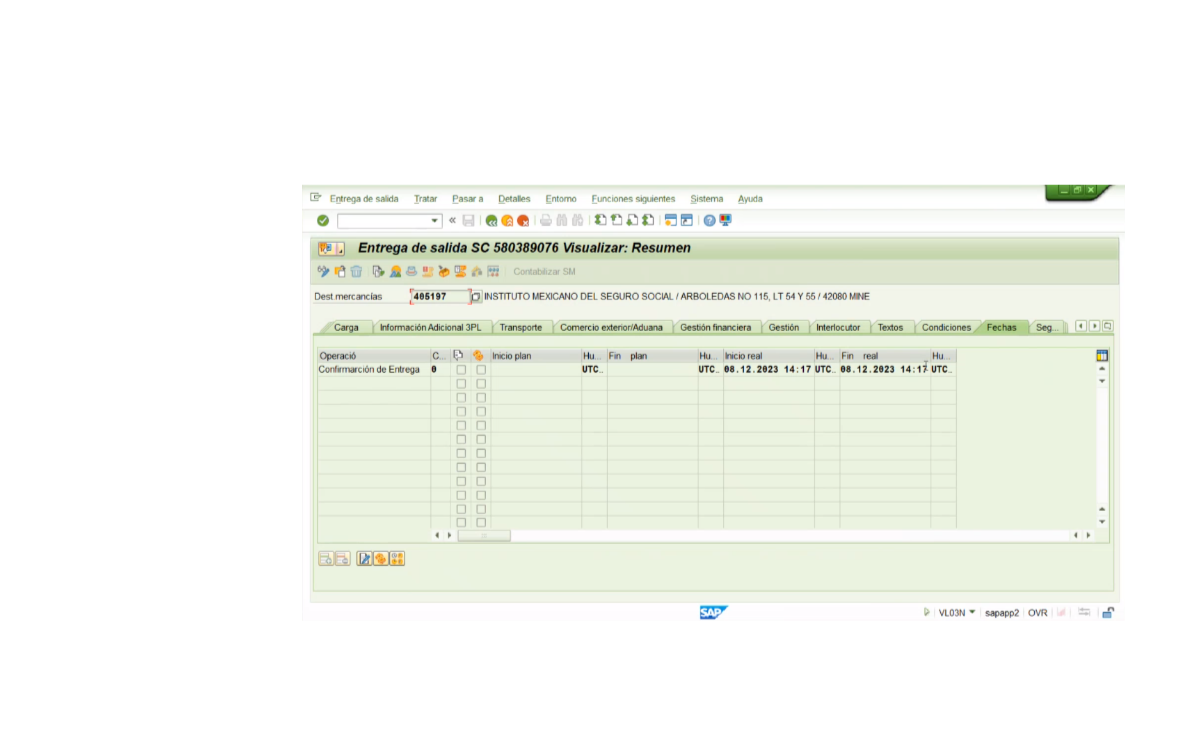 Entrega de salida Tratar Pasar a Detalles Entorno Funciones siguientes Sistema Ayuda
Entrega de salida SC 580389076 Visualizar: Resumen
Contabilizar SM
Dest.mercancías 405197 INSTITUTO MEXICANO DEL SEGURO SOCIAL / ARBOLEDAS NO 115, LT 54 Y 55 / 42080 MINE
Carga Información Adicional 3PL Transporte Comercio exterior/Aduana Gestión financiera Gestión Interlocutor Textos Condiciones Fechas Seg...
Operació C... Inicio plan Hu... Fin plan Hu... Inicio real Hu... Fin real Hu...
Confirmarción de Entrega 0 UTC.. UTC.. 08.12.2023 14:17 UTC.. 08.12.2023 14:17 UTC..
SAP VL03N sapapp2 OVR